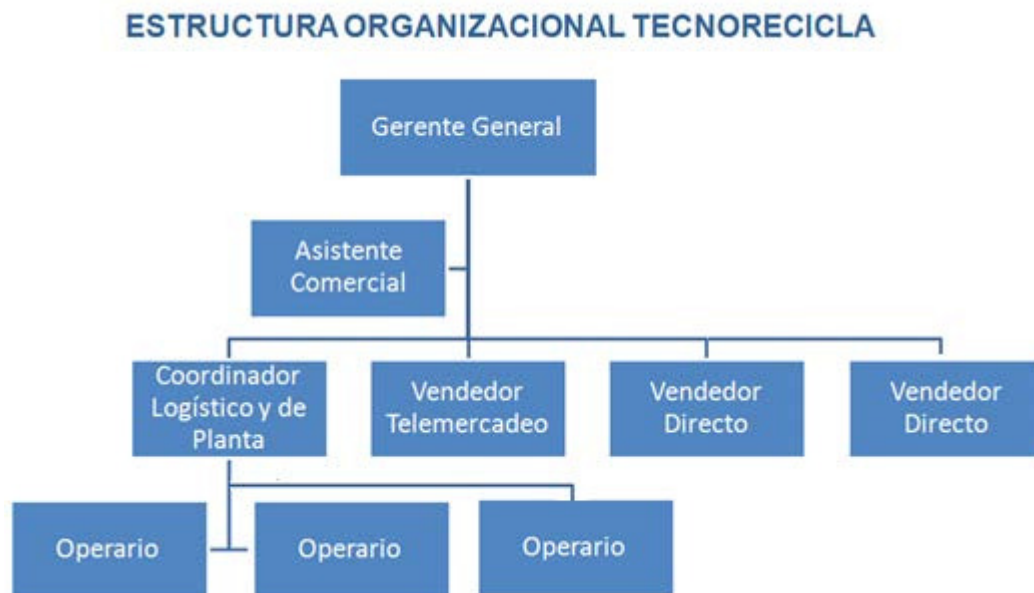 ESTRUCTURA ORGANIZACIONAL TECNORECICLA
Gerente General
Asistente
Comercial
Coordinador
Logístico y de
Planta
Vendedor
Telemercadeo
Vendedor
Directo
Vendedor
Directo
Operario
Operario
Operario